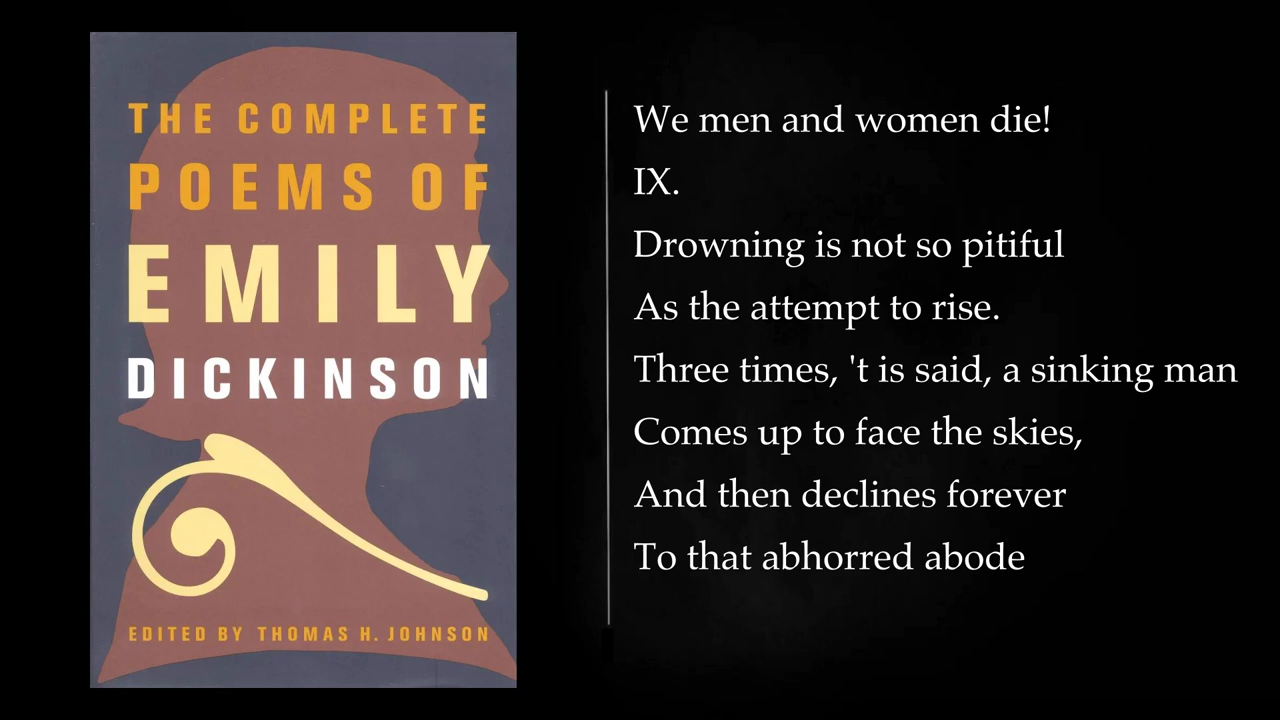 THE COMPLETE
POEMS OF
EMILY
DICKINSON
EDITED BY THOMAS H. JOHNSON
We men and women die!
IX.
Drowning is not so pitiful
As the attempt to rise.
Three times, 't is said, a sinking man
Comes up to face the skies,
And then declines forever
To that abhorred abode